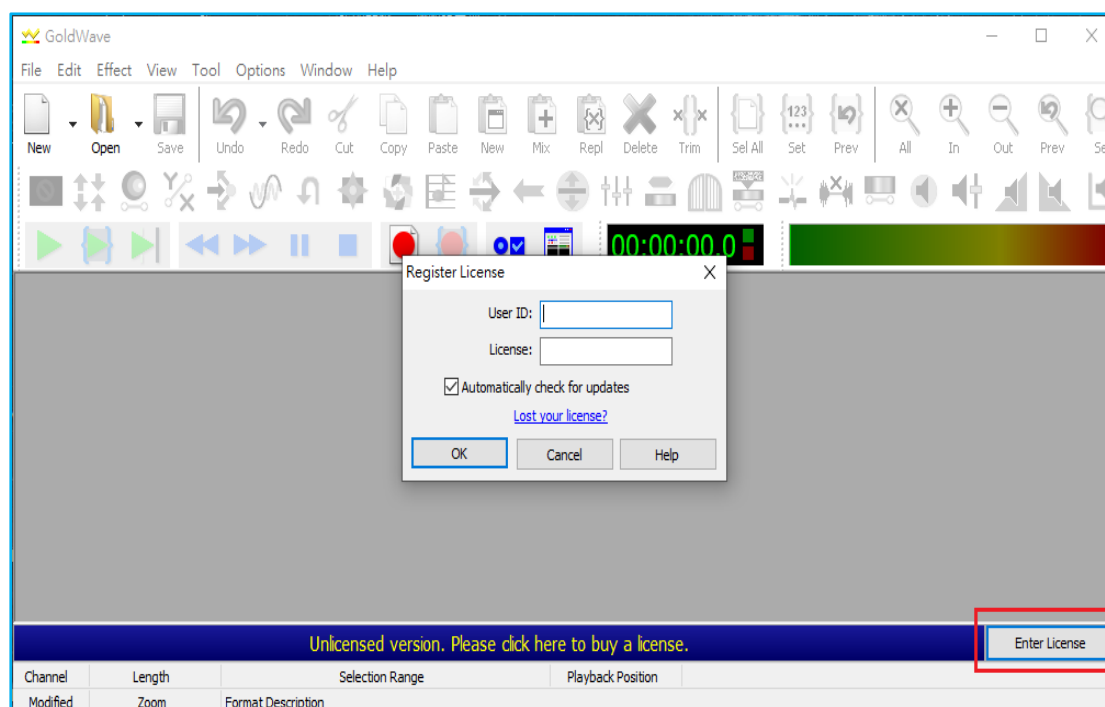 GoldWave
File Edit Effect View Tool Options Window Help
New Open Save Undo Redo Cut Copy Paste New Mix Repl Delete Trim Sel All Set Prev All In Out Prev
123
00:00:00.0
Register License
User ID:
License:
Automatically check for updates
Lost your license?
OK Cancel Help
Unlicensed version. Please click here to buy a license.
Enter License
Channel Length Selection Range Playback Position
Modified Zoom Format Description